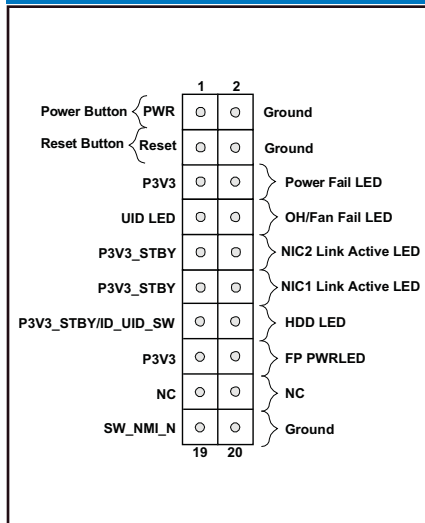 1 2
Power Button PWR Ground
Reset Button Reset Ground
P3V3 Power Fail LED
UID LED OH/Fan Fail LED
P3V3_STBY NIC2 Link Active LED
P3V3_STBY NIC1 Link Active LED
P3V3_STBY/ID_UID_SW HDD LED
P3V3 FP PWRLED
NC NC
SW_NMI_N Ground
19 20